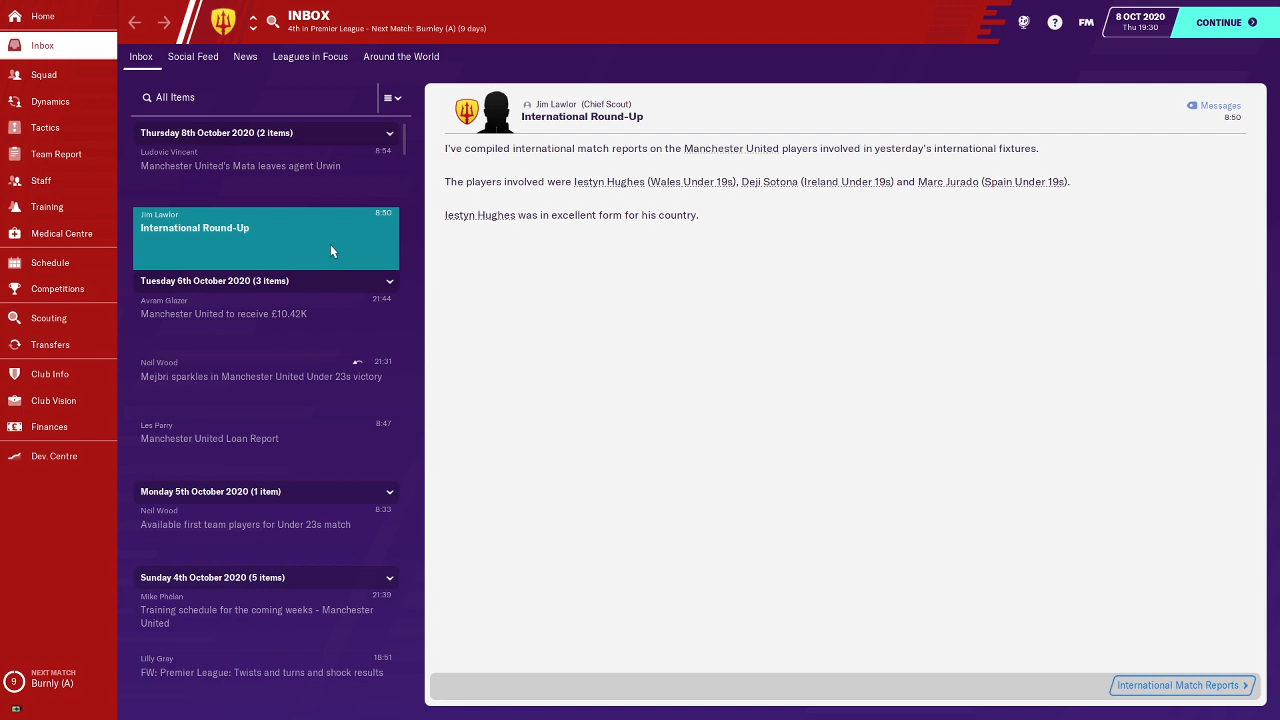 Home
Inbox
Squad
Dynamics
Tactics
Team Report
Staff
Training
Medical Centre
Schedule
Competitions
Scouting
Transfers
Club Info
Club Vision
Finances
Dev. Centre
9
NEXT MATCH
Burnly (A)
INBOX
4th in Premier League - Next Match: Burnley (A) (9 days)
?
FM
8 OCT 2020
Thu 19:30
CONTINUE
Inbox
Social Feed
News
Leagues in Focus
Around the World
All Items
Thursday 8th October 2020 (2 items)
Ludovic Vincent 8:54
Manchester United's Mata leaves agent Urwin
Jim Lawlor 8:50
International Round-Up
Tuesday 6th October 2020 (3 items)
Avram Glazer 21:44
Manchester United to receive £10.42K
Neil Wood 21:31
Mejbri sparkles in Manchester United Under 23s victory
Les Parry 8:47
Manchester United Loan Report
Monday 5th October 2020 (1 item)
Neil Wood 8:33
Available first team players for Under 23s match
Sunday 4th October 2020 (5 items)
Mike Phelan 21:39
Training schedule for the coming weeks - Manchester
United
Lilly Gray 18:51
FW: Premier League: Twists and turns and shock results
Jim Lawlor (Chief Scout)
International Round-Up
Messages
8:50
I've compiled international match reports on the Manchester United players involved in yesterday's international fixtures.
The players involved were Iestyn Hughes (Wales Under 19s), Deji Sotona (Ireland Under 19s) and Marc Jurado (Spain Under 19s).
Iestyn Hughes was in excellent form for his country.
International Match Reports